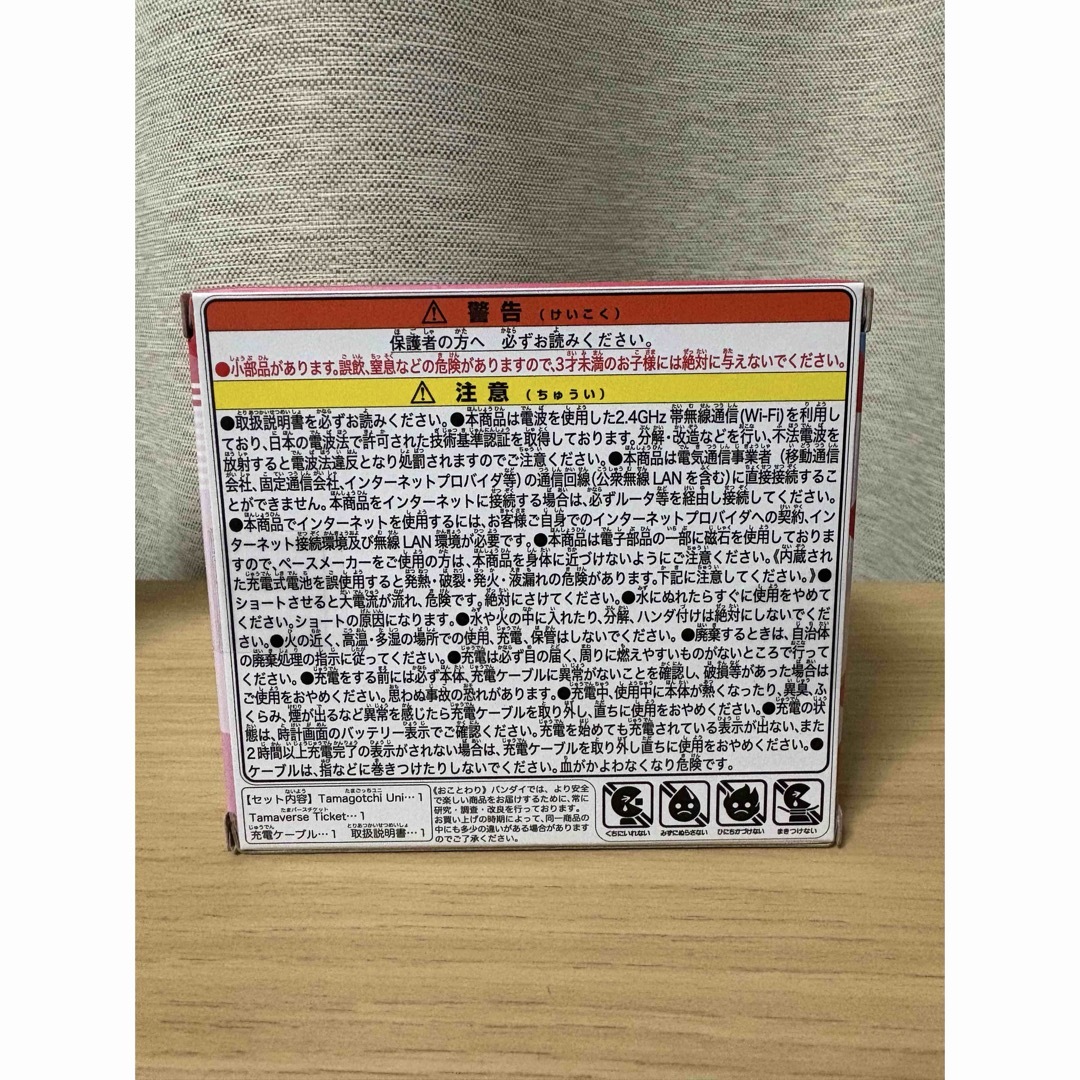 警告 (けいこく)
保護者の方へ 必ずお読みください。
●小部品があります。誤飲、窒息などの危険がありますので、3才未満のお子様には絶対に与えないでください。
注意 (ちゅうい)
●取扱説明書を必ずお読みください。●本商品は電波を使用した2.4GHz 帯無線通信(Wi-Fi)を利用し
ており、日本の電波法で許可された技術基準認証を取得しております。分解・改造などを行い、不法電波を
放射すると電波法違反となり処罰されますのでご注意ください。●本商品は電気通信事業者（移動通信
会社、固定通信会社、インターネットプロバイダ等）の通信回線(公衆無線LANを含む)に直接接続するこ
とができません。本商品をインターネットに接続する場合は、必ずルータ等を経由し接続してください。
●本商品でインターネットを使用するには、お客様ご自身でのインターネットプロバイダへの契約、イン
ターネット接続環境及び無線LAN環境が必要です。●本商品は電子部品の一部に磁石を使用しており
ますので、ペースメーカーをご使用の方は、本商品を身体に近づけないようにご注意ください。《内蔵され
た充電式電池を誤使用すると発熱・破裂・発火・液漏れの危険があります。下記に注意してください。》●
ショートさせると大電流が流れ、危険です。絶対にさけてください。●水にぬれたらすぐに使用をやめて
ください。ショートの原因になります。●水や火の中に入れたり、分解、ハンダ付けは絶対にしないでくだ
さい。●火の近く、高温・多湿の場所での使用、充電、保管はしないでください。●廃棄するときは、自治体
の廃棄処理の指示に従ってください。●充電は必ず目の届く、周りに燃えやすいものがないところで行って
ください。●充電をする前には必ず本体、充電ケーブルに異常がないことを確認し、破損等があった場合は
ご使用をおやめください。思わぬ事故の恐れがあります。●充電中、使用中に本体が熱くなったり、異臭、ふ
くらみ、煙が出るなど異常を感じたら充電ケーブルを取り外し、直ちに使用をおやめください。●充電の状
態は、時計画面のバッテリー表示でご確認ください。充電を始めても充電されている表示が出ない、また
2時間以上充電完了の表示がされない場合は、充電ケーブルを取り外し直ちに使用をおやめください。●
ケーブルは、指などに巻きつけたりしないでください。血がかよわなくなり危険です。
【セット内容】Tamagotchi Uni…1
Tamaverse Ticket…1
充電ケーブル…1 取扱説明書…1
《おことわり》バンダイでは、より安全
で楽しい商品をお届けするために、常に
研究・調査・改良を行っております。
お買い上げの時期によって、同一商品の
中にも多少の違いがある場合があります
のでご了承ください。
くちにいれない みずにぬらさない ひにちかづけない まきつけない